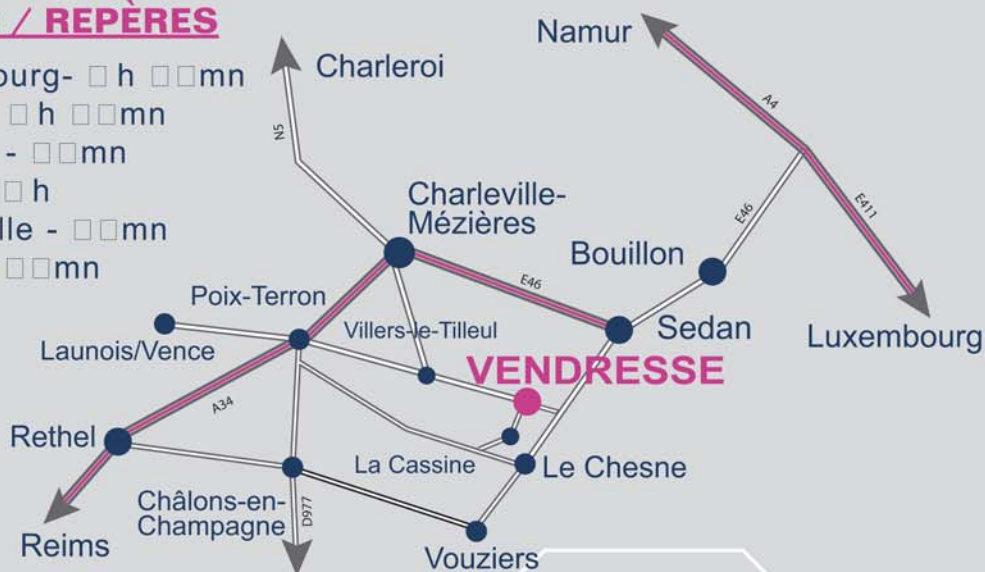 / REPÈRES
ourg- □ h □□mn
□ h □□mn
- □□mn
□ h
lle - □□mn
□□mn
Namur
Charleroi
A4
N5
Charleville-
Mézières
E46
E411
Bouillon
E46
Poix-Terron
Villers-le-Tilleul
Sedan
Launois/Vence
Luxembourg
VENDRESSE
A34
Rethel
La Cassine
Le Chesne
Châlons-en-
Champagne
D977
Reims
Vouziers